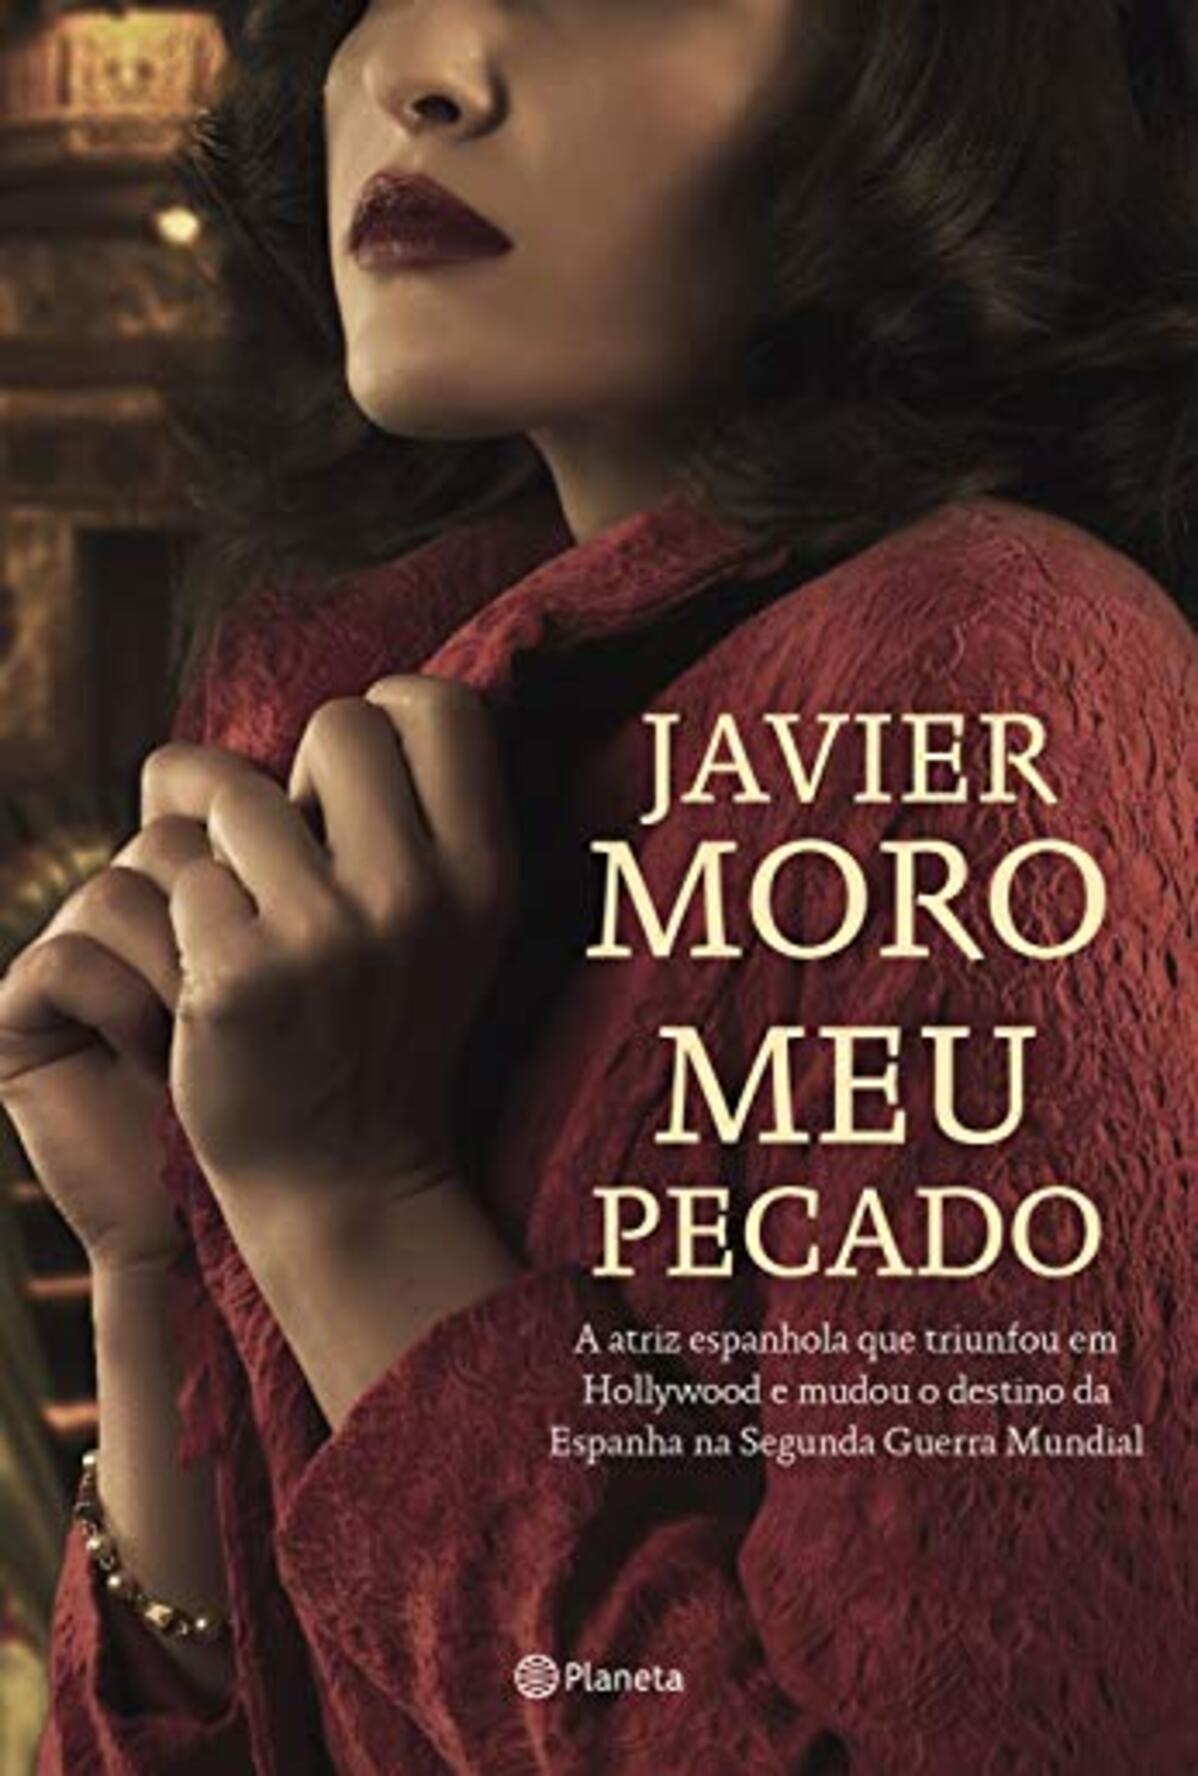 JAVIER
MORO
MEU
PECADO
A atriz espanhola que triunfou em
Hollywood e mudou o destino da
Espanha na Segunda Guerra Mundial
Planeta